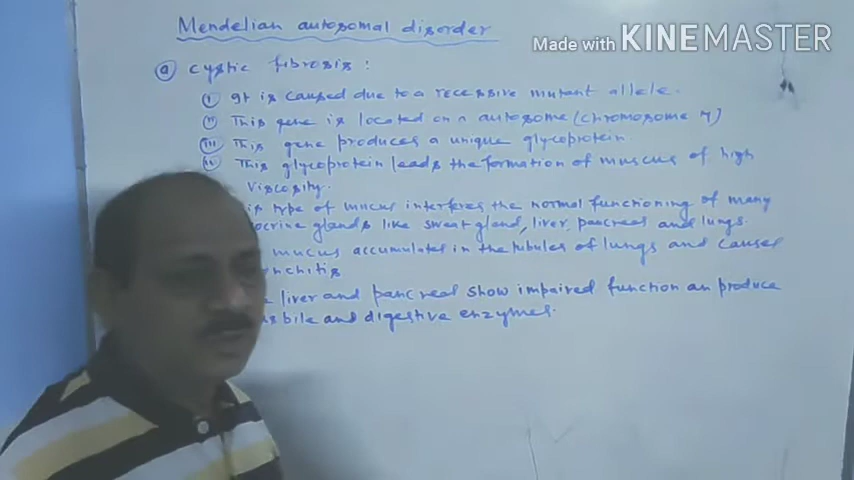 Mendelian autosomal disorder
Made with KINEMASTER
ⓐ cystic fibrosis :
ⓘ It is caused due to a recessive mutant allele.
ⓘⓘ This gene is located on a autosome (chromosome 7)
ⓘⓘⓘ This gene produces a unique glycoprotein.
ⓘⓥ This glycoprotein leads the formation of muscus of high
viscosity.
type of mucus interferes the normal functioning of many
glands like sweat gland, liver, pancreas and lungs.
mucus accumulates in the tubules of lungs and causes
liver and pancreas show impaired function an produce
bile and digestive enzymes.